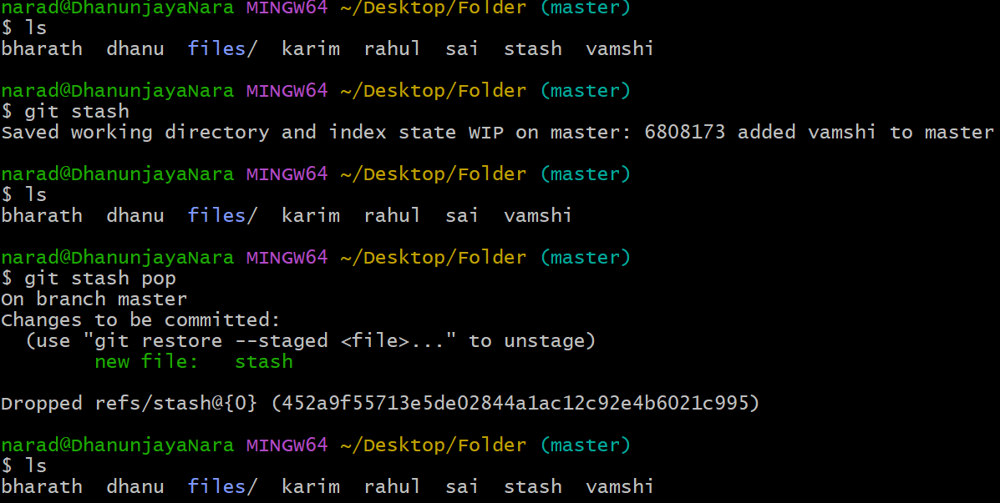 narad@DhanunjayaNara MINGW64 ~/Desktop/Folder (master)
$ ls
bharath  dhanu  files/  karim  rahul  sai  stash  vamshi

narad@DhanunjayaNara MINGW64 ~/Desktop/Folder (master)
$ git stash
Saved working directory and index state WIP on master: 6808173 added vamshi to master

narad@DhanunjayaNara MINGW64 ~/Desktop/Folder (master)
$ ls
bharath  dhanu  files/  karim  rahul  sai  vamshi

narad@DhanunjayaNara MINGW64 ~/Desktop/Folder (master)
$ git stash pop
On branch master
Changes to be committed:
  (use "git restore --staged <file>..." to unstage)
        new file:   stash

Dropped refs/stash@{0} (452a9f55713e5de02844a1ac12c92e4b6021c995)

narad@DhanunjayaNara MINGW64 ~/Desktop/Folder (master)
$ ls
bharath  dhanu  files/  karim  rahul  sai  stash  vamshi